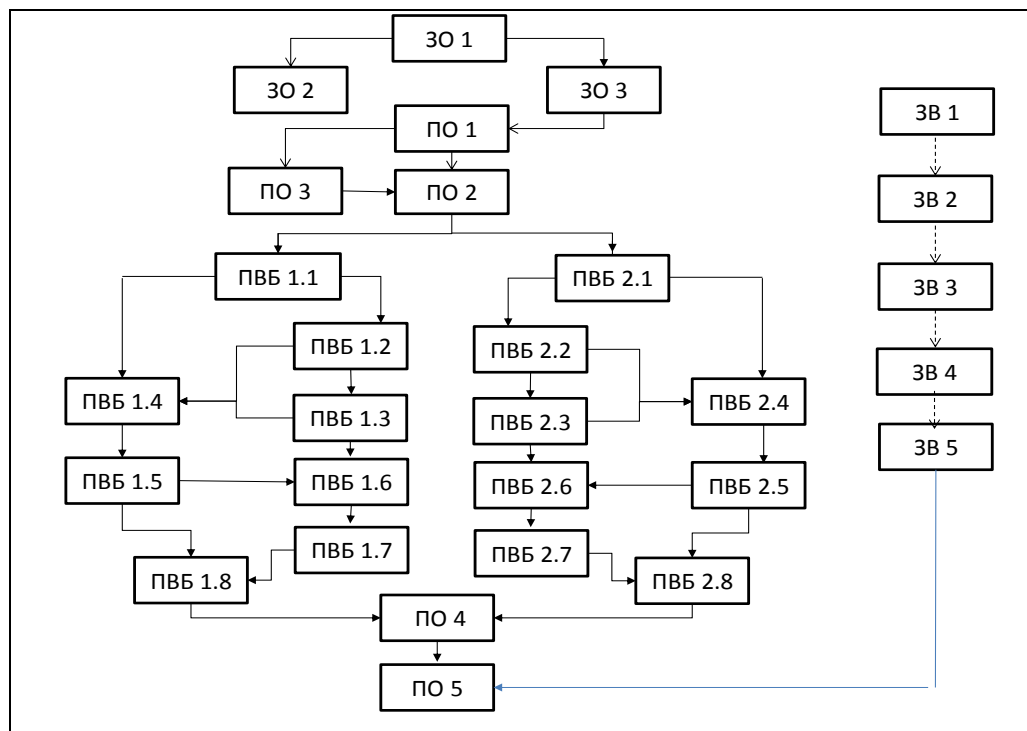 ЗО 1
ЗО 2
ЗО 3
ПО 1
ЗВ 1
ПО 3
ПО 2
ЗВ 2
ПВБ 1.1
ПВБ 2.1
ЗВ 3
ПВБ 1.2
ПВБ 2.2
ЗВ 4
ПВБ 1.4
ПВБ 1.3
ПВБ 2.3
ПВБ 2.4
ЗВ 5
ПВБ 1.5
ПВБ 1.6
ПВБ 2.6
ПВБ 2.5
ПВБ 1.7
ПВБ 2.7
ПВБ 1.8
ПВБ 2.8
ПО 4
ПО 5